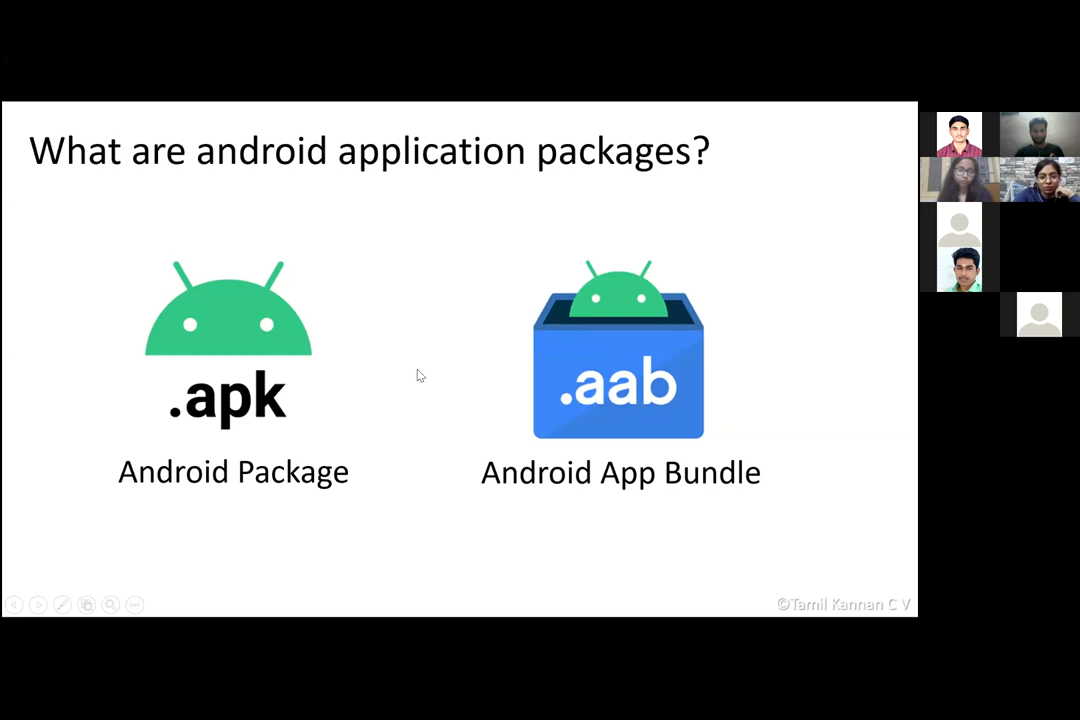 What are android application packages?
.apk
.aab
Android Package
Android App Bundle
©Tamil Kannan C V